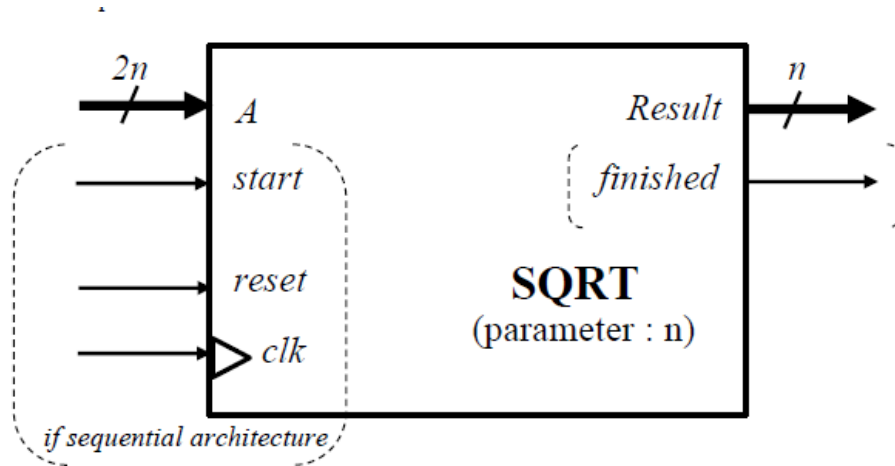 2n
n
A
Result
start
finished
reset
SQRT
(parameter : n)
clk
if sequential architecture